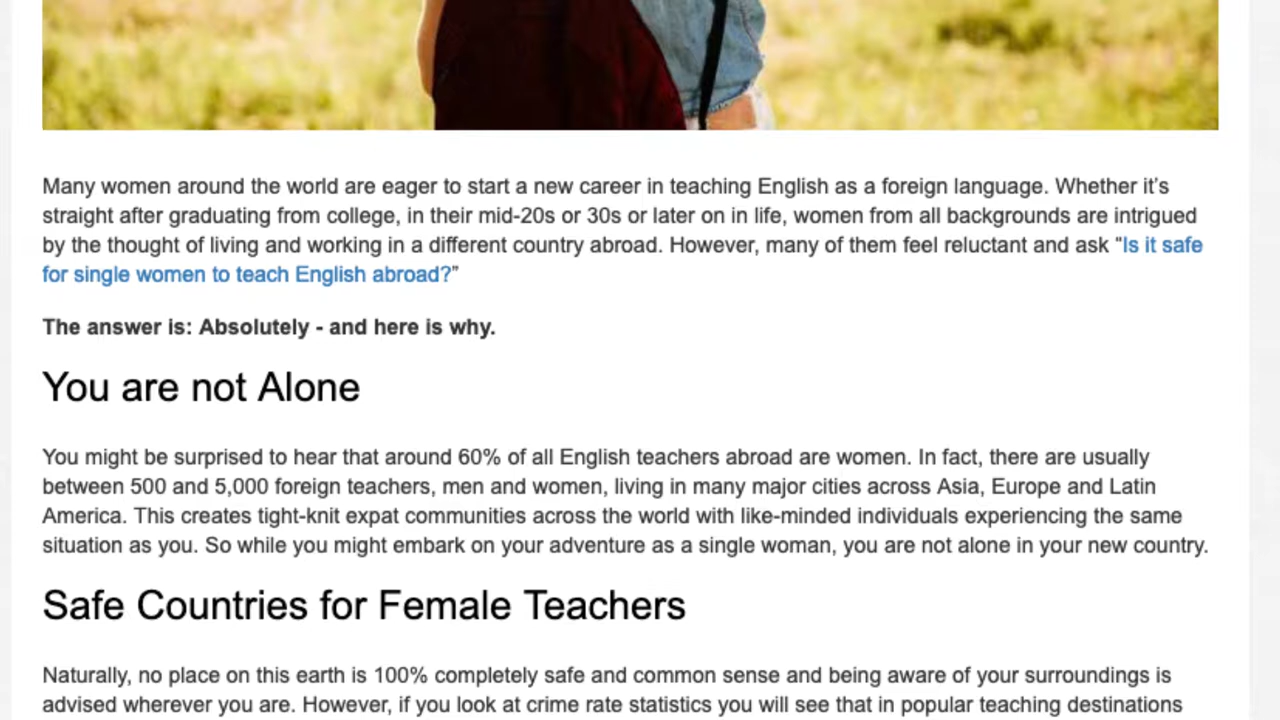 Many women around the world are eager to start a new career in teaching English as a foreign language. Whether it’s
straight after graduating from college, in their mid-20s or 30s or later on in life, women from all backgrounds are intrigued
by the thought of living and working in a different country abroad. However, many of them feel reluctant and ask “Is it safe
for single women to teach English abroad?”
The answer is: Absolutely - and here is why.
You are not Alone
You might be surprised to hear that around 60% of all English teachers abroad are women. In fact, there are usually
between 500 and 5,000 foreign teachers, men and women, living in many major cities across Asia, Europe and Latin
America. This creates tight-knit expat communities across the world with like-minded individuals experiencing the same
situation as you. So while you might embark on your adventure as a single woman, you are not alone in your new country.
Safe Countries for Female Teachers
Naturally, no place on this earth is 100% completely safe and common sense and being aware of your surroundings is
advised wherever you are. However, if you look at crime rate statistics you will see that in popular teaching destinations